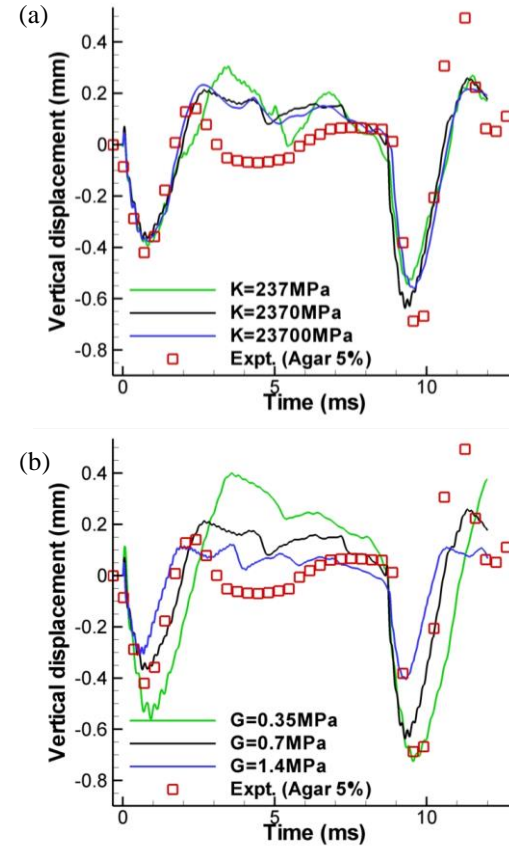 (a)
Vertical displacement (mm)
0.4
0.2
0
-0.2
-0.4
-0.6
-0.8
K=237MPa
K=2370MPa
K=23700MPa
Expt. (Agar 5%)
0 5 10
Time (ms)
(b)
Vertical displacement (mm)
0.4
0.2
0
-0.2
-0.4
-0.6
-0.8
G=0.35MPa
G=0.7MPa
G=1.4MPa
Expt. (Agar 5%)
0 5 10
Time (ms)